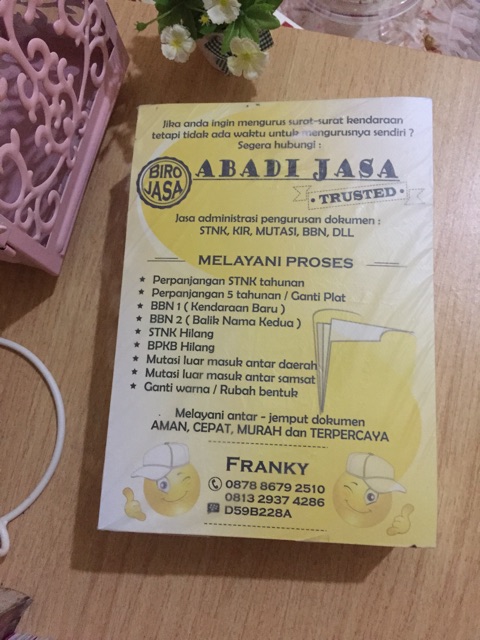 Jika anda ingin mengurus surat-surat kendaraan
tetapi tidak ada waktu untuk mengurusnya sendiri ?
Segera hubungi :
BIRO
JASA
ABADI JASA
• TRUSTED •
Jasa administrasi pengurusan dokumen :
STNK, KIR, MUTASI, BBN, DLL
MELAYANI PROSES
★ Perpanjangan STNK tahunan
★ Perpanjangan 5 tahunan / Ganti Plat
★ BBN 1 ( Kendaraan Baru )
★ BBN 2 ( Balik Nama Kedua )
★ STNK Hilang
★ BPKB Hilang
★ Mutasi luar masuk antar daerah
★ Mutasi luar masuk antar samsat
★ Ganti warna / Rubah bentuk
Melayani antar - jemput dokumen
AMAN, CEPAT, MURAH dan TERPERCAYA
FRANKY
0878 8679 2510
0813 2937 4286
D59B228A